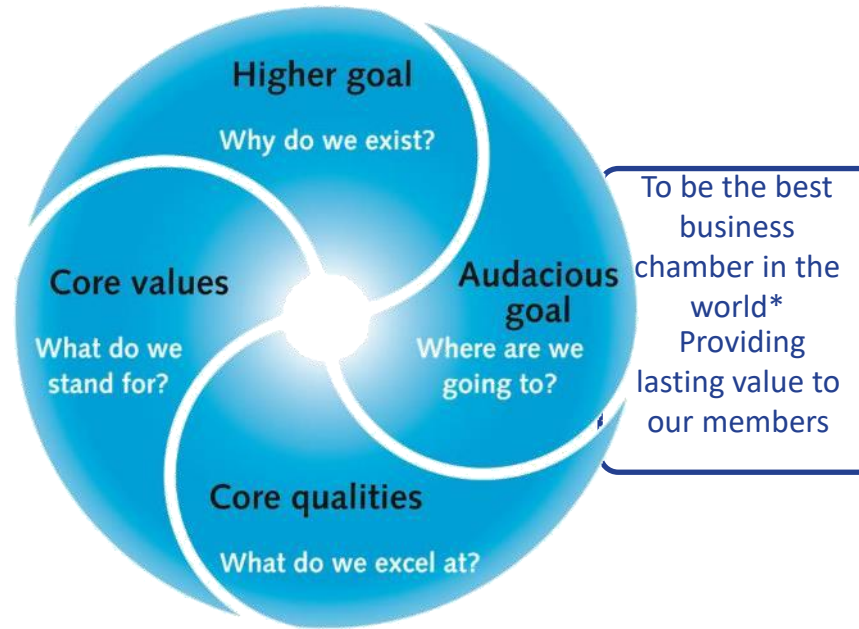 Higher goal
Why do we exist?
Core values
What do we
stand for?
Audacious
goal
Where are we
going to?
Core qualities
What do we excel at?
To be the best
business
chamber in the
world*
Providing
lasting value to
our members